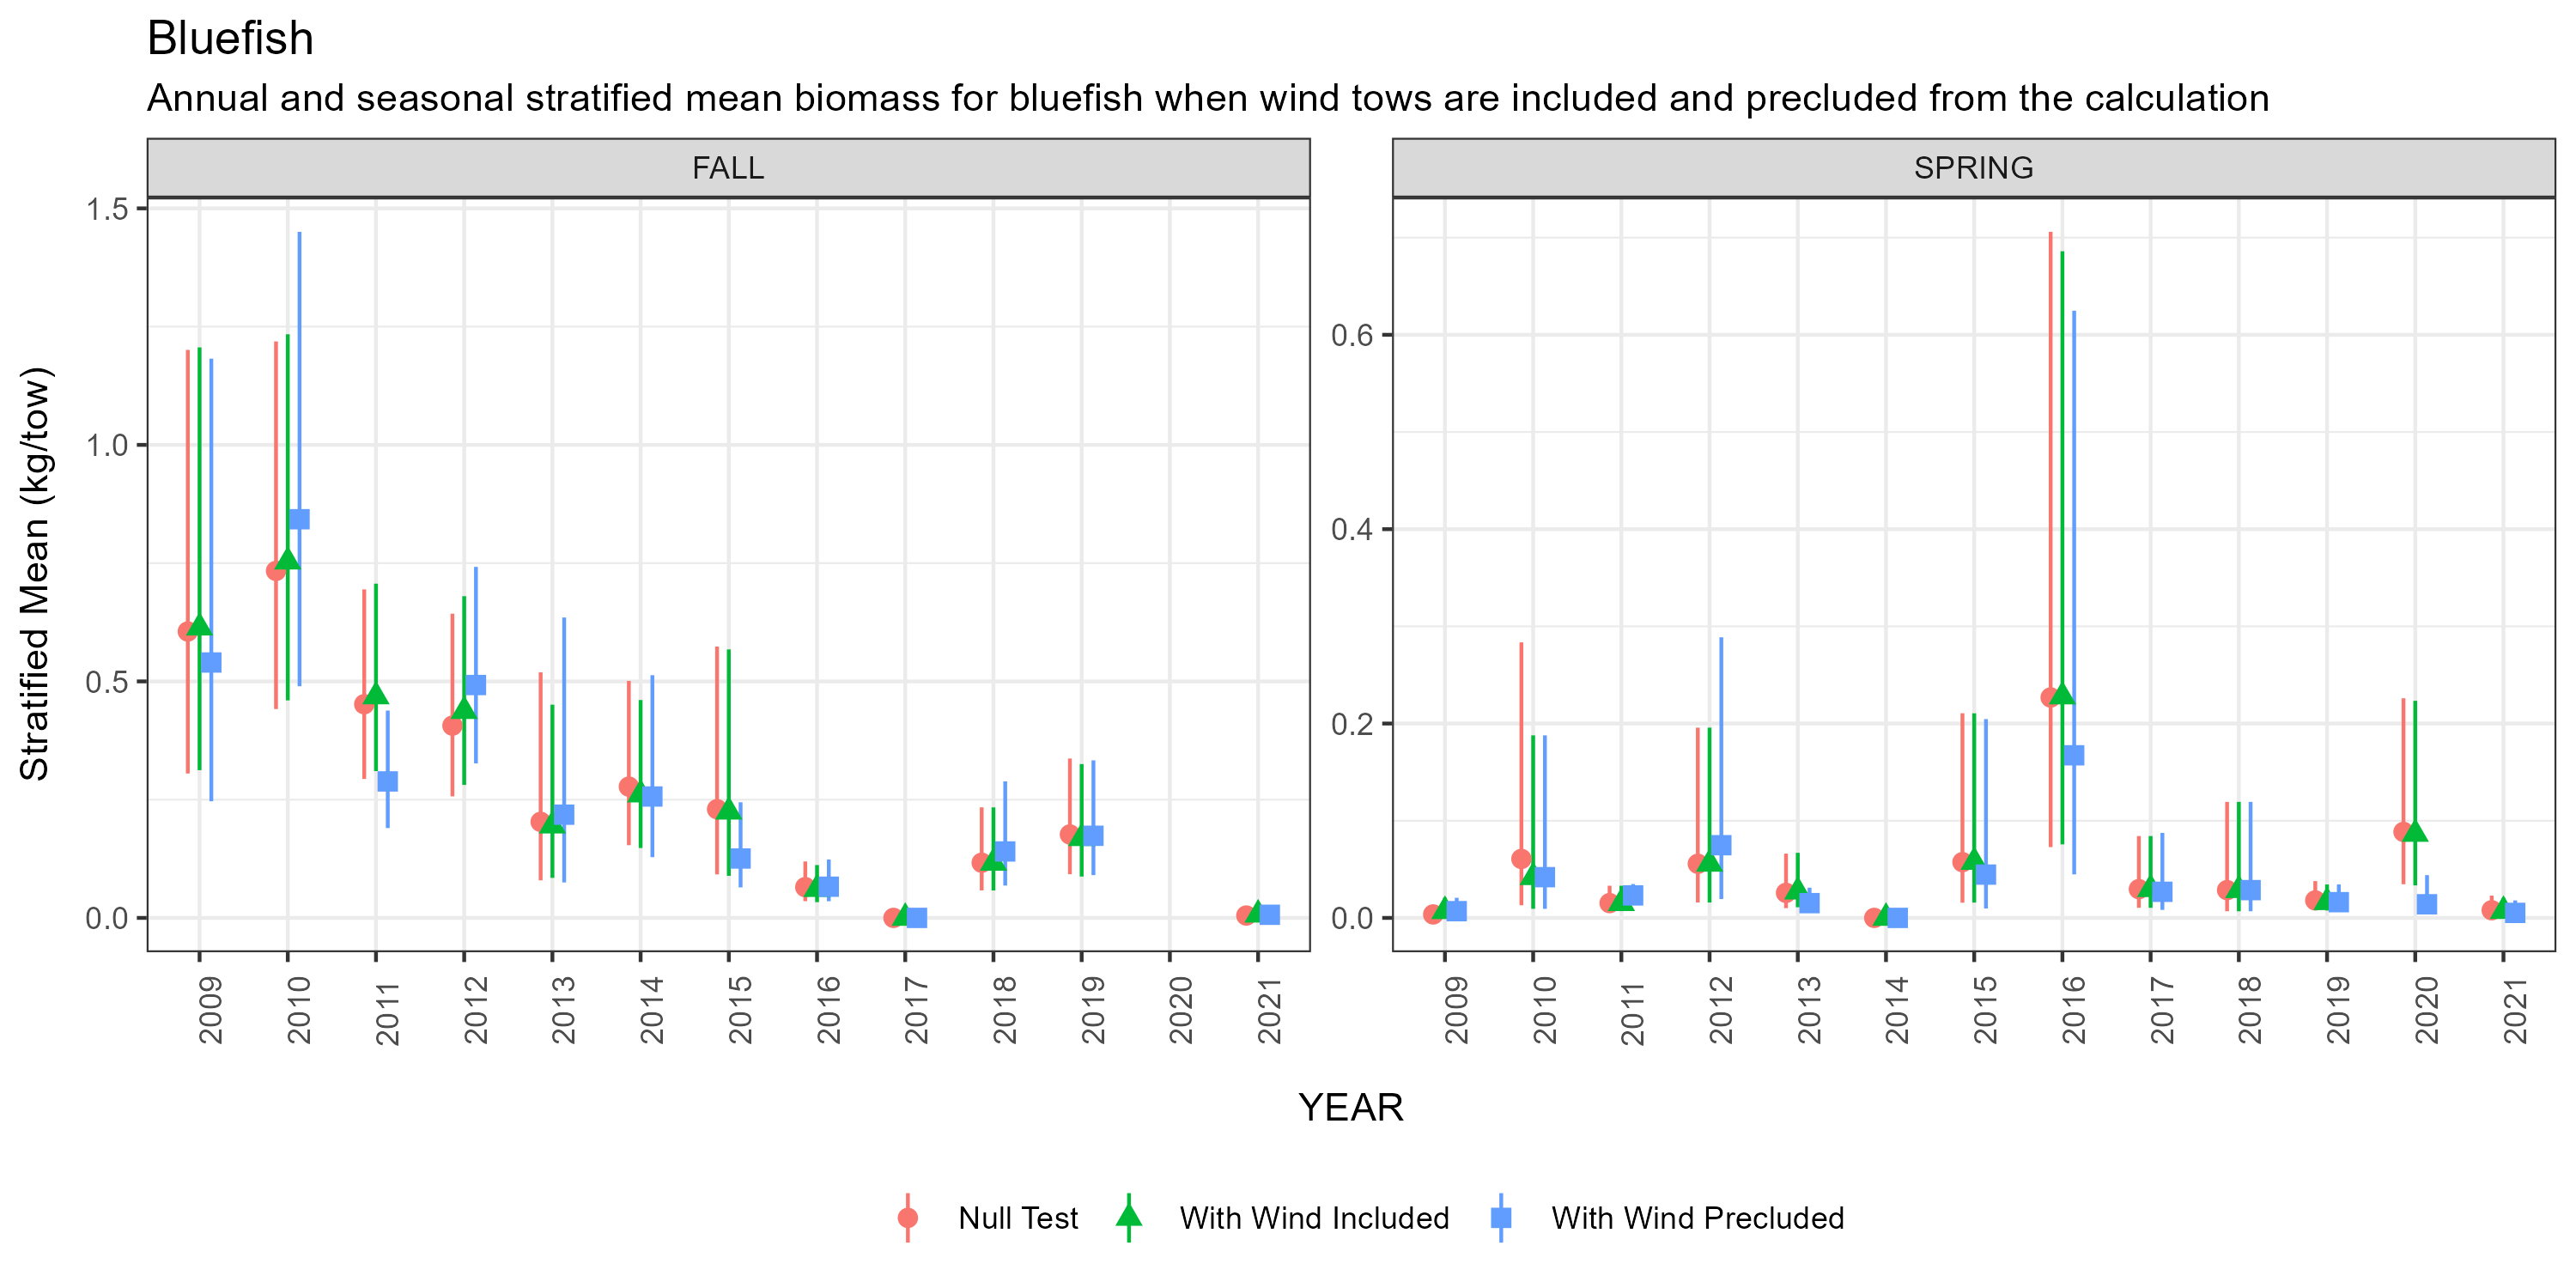 Bluefish
Annual and seasonal stratified mean biomass for bluefish when wind tows are included and precluded from the calculation
FALL
SPRING
Stratified Mean (kg/tow)
1.5
1.0
0.5
0.0
0.6
0.4
0.2
0.0
2009 2010 2011 2012 2013 2014 2015 2016 2017 2018 2019 2020 2021
2009 2010 2011 2012 2013 2014 2015 2016 2017 2018 2019 2020 2021
YEAR
Null Test With Wind Included With Wind Precluded